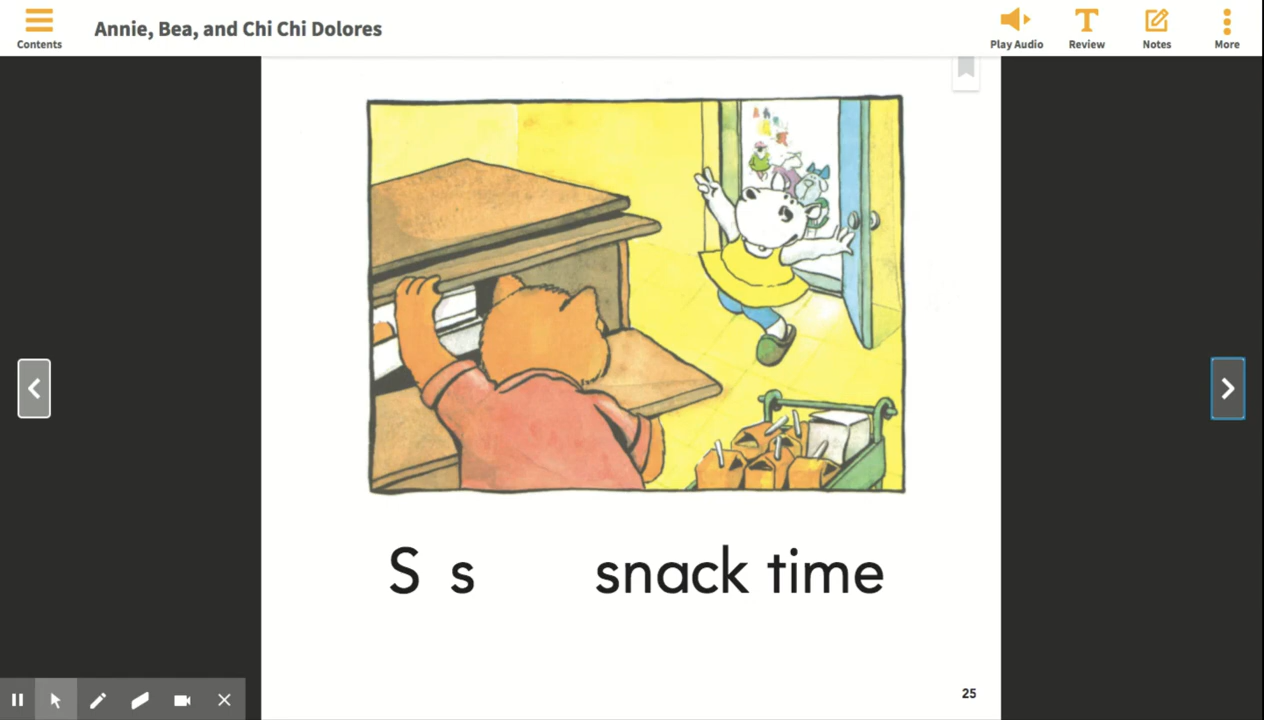 Contents
Annie, Bea, and Chi Chi Dolores
Play Audio
Review
Notes
More
S s snack time
25